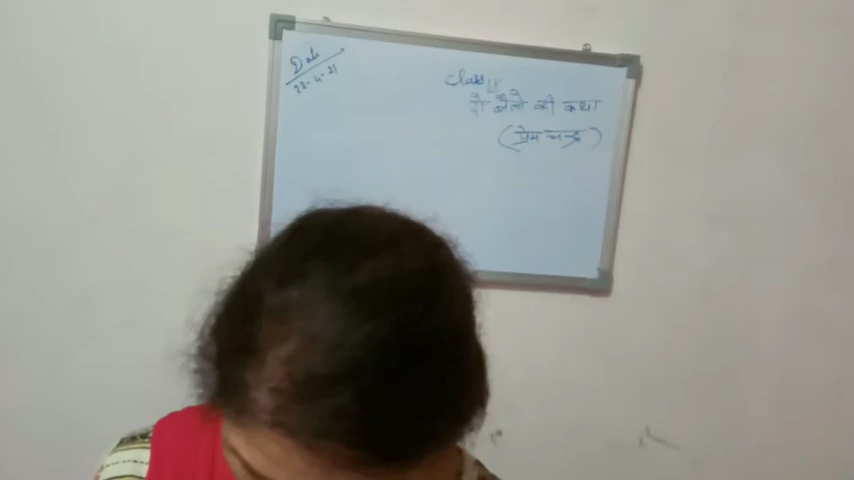 Date
22-4-21
Class IX
दो बैलो की कथा
(प्रेम चन्द्र)